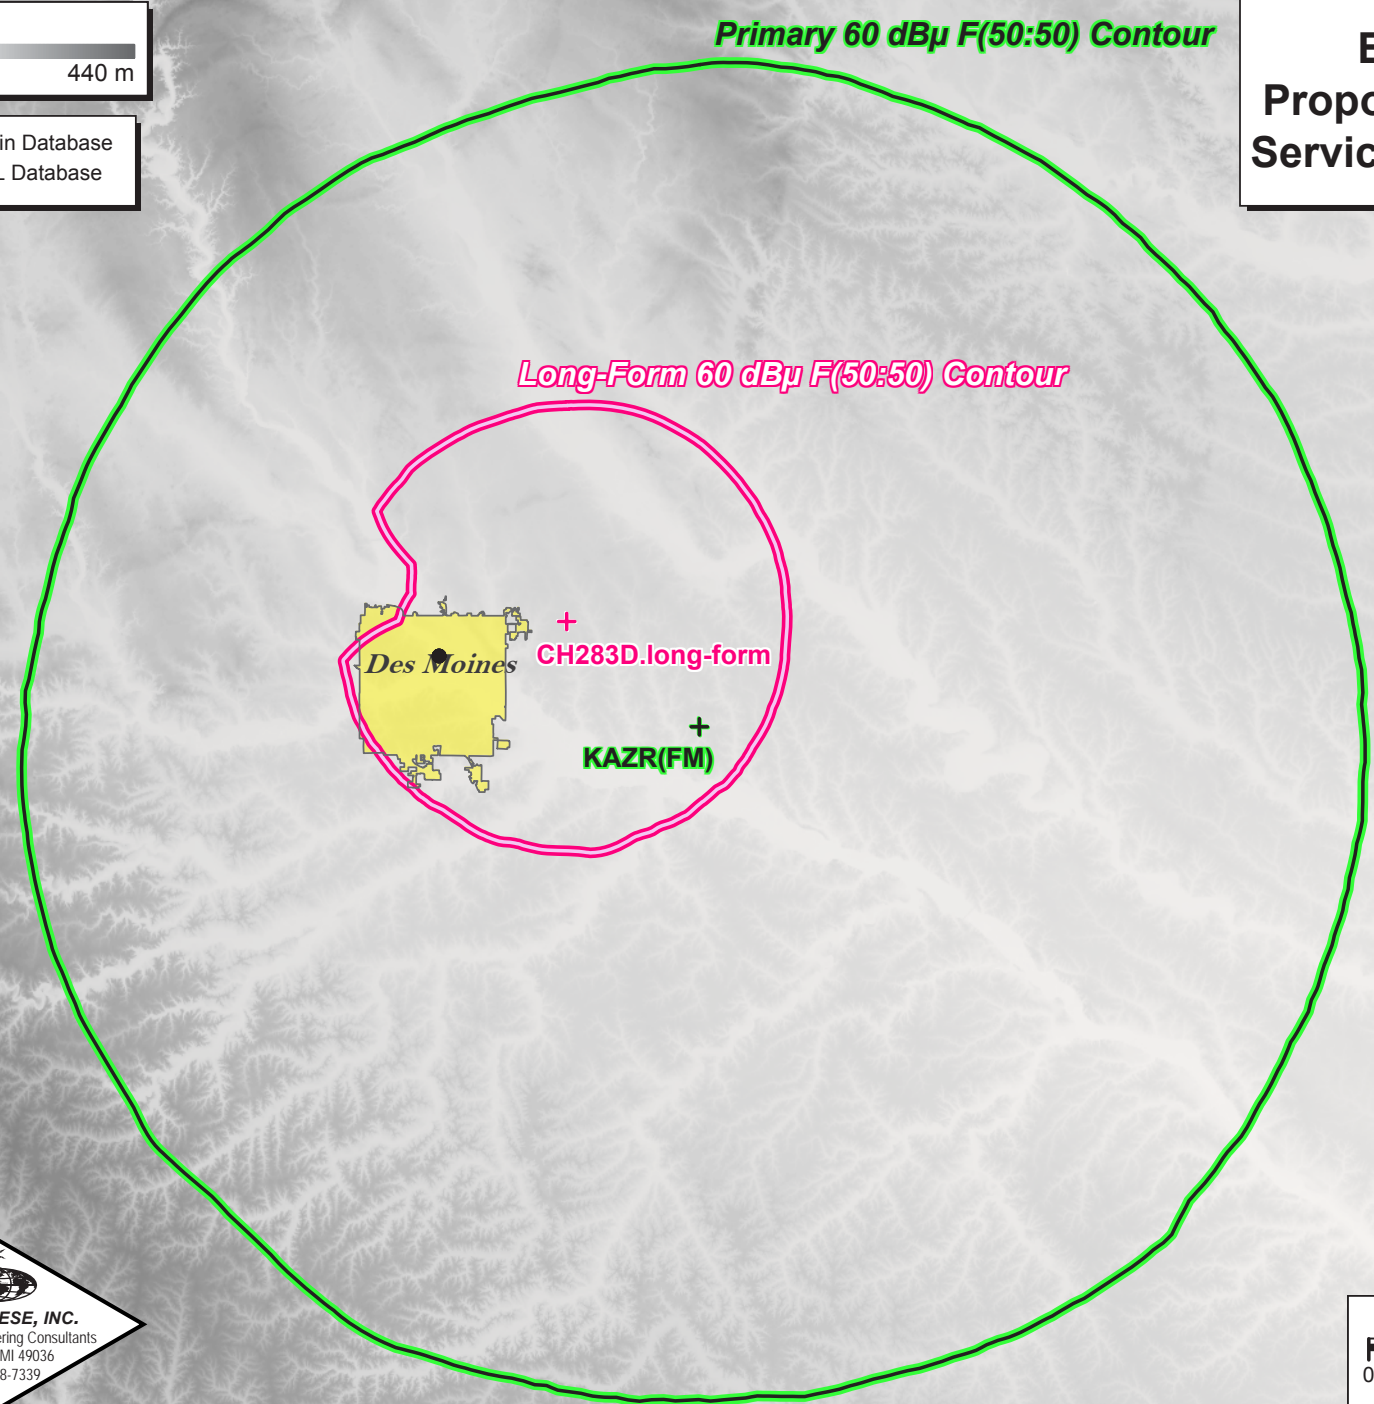 440 m
in Database
Database
Primary 60 dBµ F(50:50) Contour
Propo
Servic
Long-Form 60 dBµ F(50:50) Contour
Des Moines
CH283D.long-form
KAZR(FM)
ESE, INC.
ering Consultants
MI 49036
8-7339
0